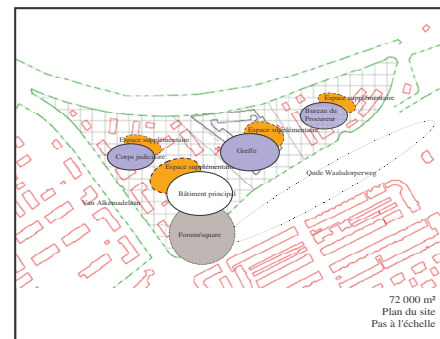 Espace supplémentaire
Bureau du
Procureur
Espace supplémentaire
Greffe
Espace supplémentaire
Corps judiciaire
Espace supplémentaire
Bâtiment principal
Oude Waalsdorperweg
Van Alkemadelaan
Forum/square
72 000 m²
Plan du site
Pas à l'échelle